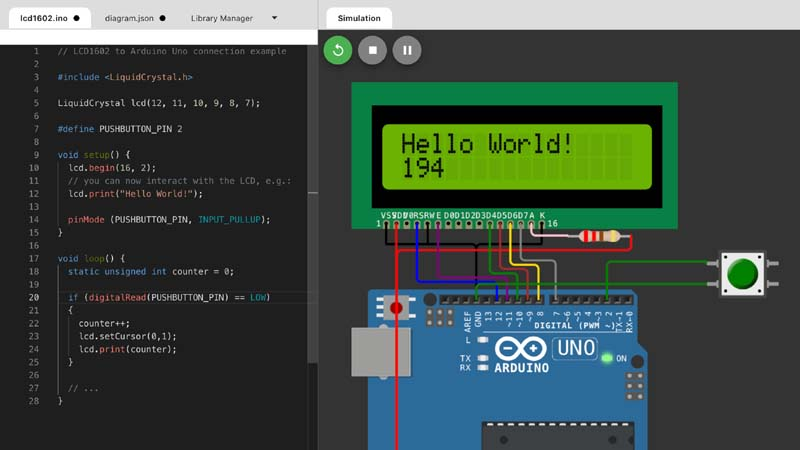 lcd1602.ino
diagram.json
Library Manager
Simulation
1 // LCD1602 to Arduino Uno connection example
2
3 #include <LiquidCrystal.h>
4
5 LiquidCrystal lcd(12, 11, 10, 9, 8, 7);
6
7 #define PUSHBUTTON_PIN 2
8
9 void setup() {
10 lcd.begin(16, 2);
11 // you can now interact with the LCD, e.g.:
12 lcd.print("Hello World!");
13
14 pinMode (PUSHBUTTON_PIN, INPUT_PULLUP);
15 }
16
17 void loop() {
18 static unsigned int counter = 0;
19
20 if (digitalRead(PUSHBUTTON_PIN) == LOW)
21 {
22 counter++;
23 lcd.setCursor(0,1);
24 lcd.print(counter);
25 }
26
27 // ...
28 }
Hello World!
194
VSS VDD V0 RS RW E D0 D1 D2 D3 D4 D5 D6 D7 A K
1 16
AREF
GND
13
12
~11
~10
~9
8
7
~6
~5
4
~3
2
TX→1
RX←0
DIGITAL (PWM ~)
L
TX
RX
UNO
ON
ARDUINO